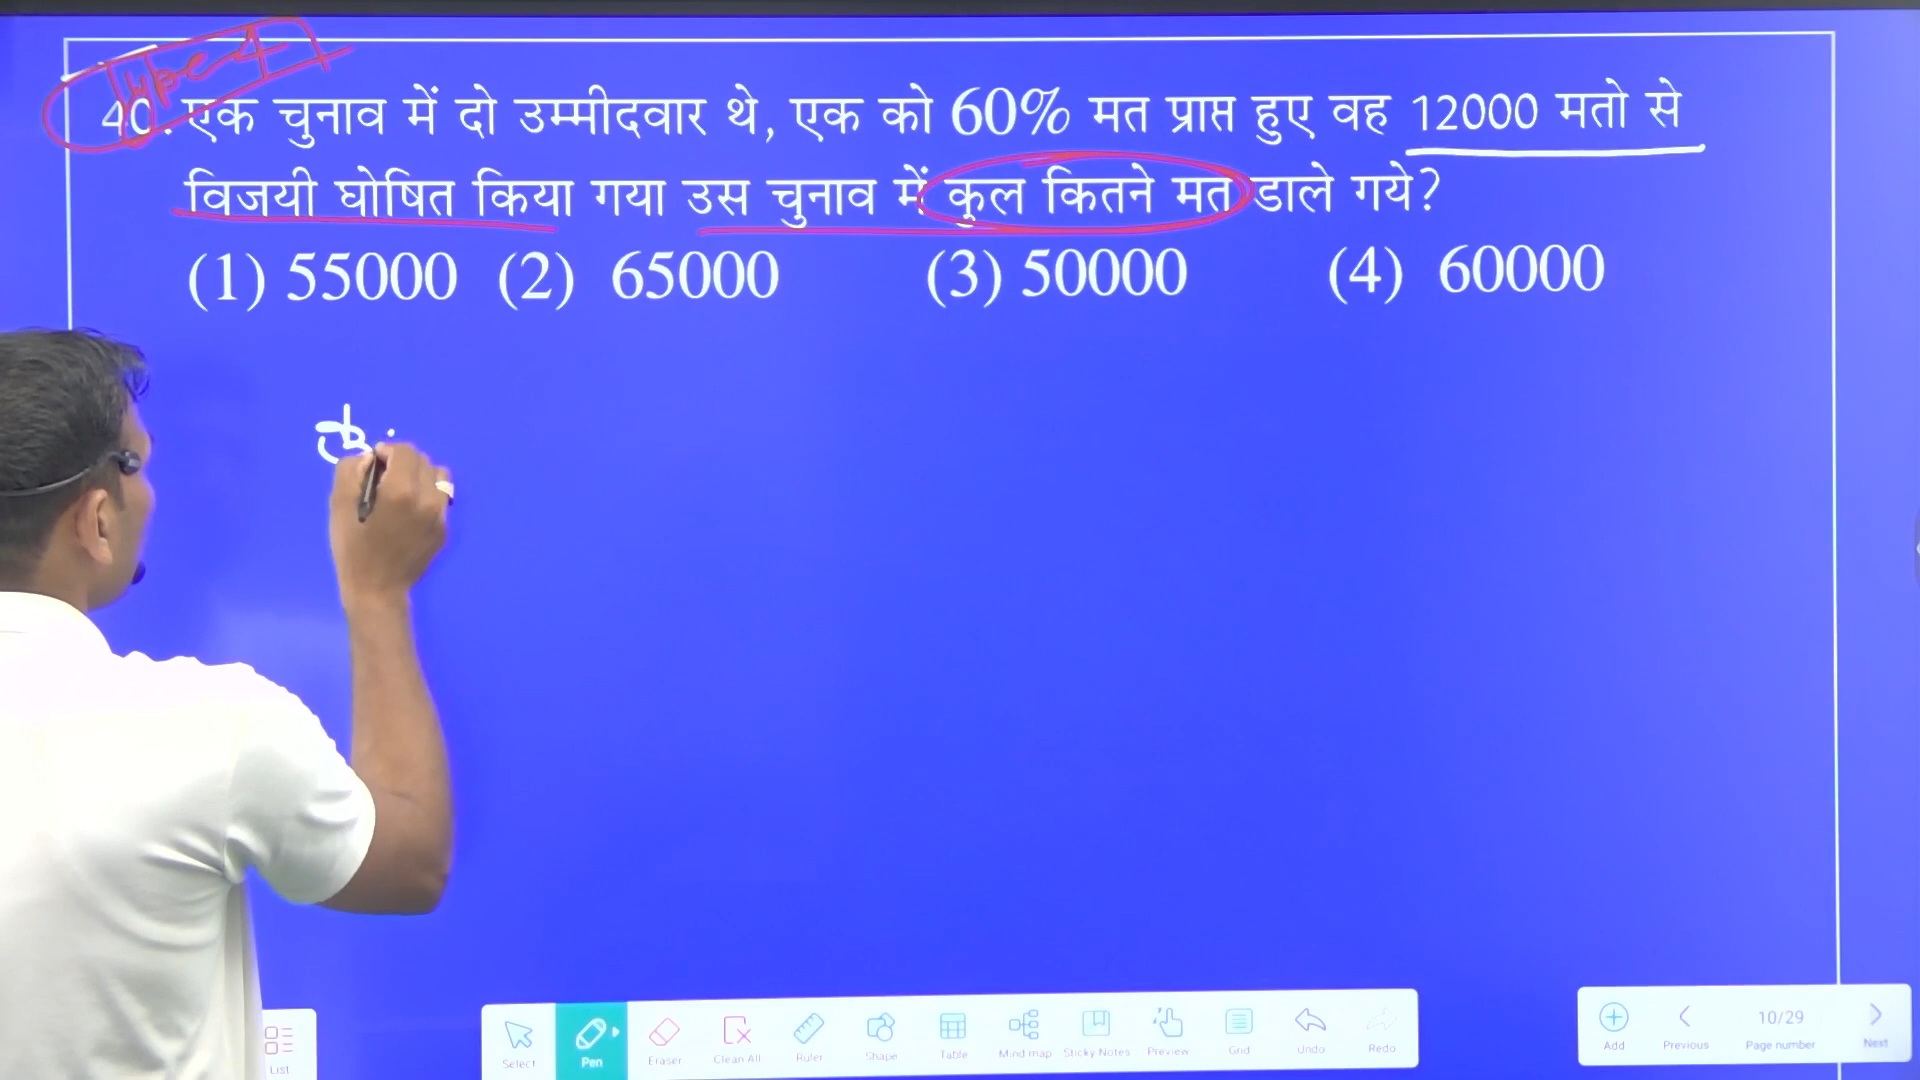 Type 4
40. एक चुनाव में दो उम्मीदवार थे, एक को 60% मत प्राप्त हुए वह 12000 मतो से
विजयी घोषित किया गया उस चुनाव में कुल कितने मत डाले गये?
(1) 55000 (2) 65000 (3) 50000 (4) 60000
List
Select Pen Eraser Clean All Ruler Shape Table Mind map Sticky Notes Preview Grid Undo Redo
Add Previous 10/29 Page number Next